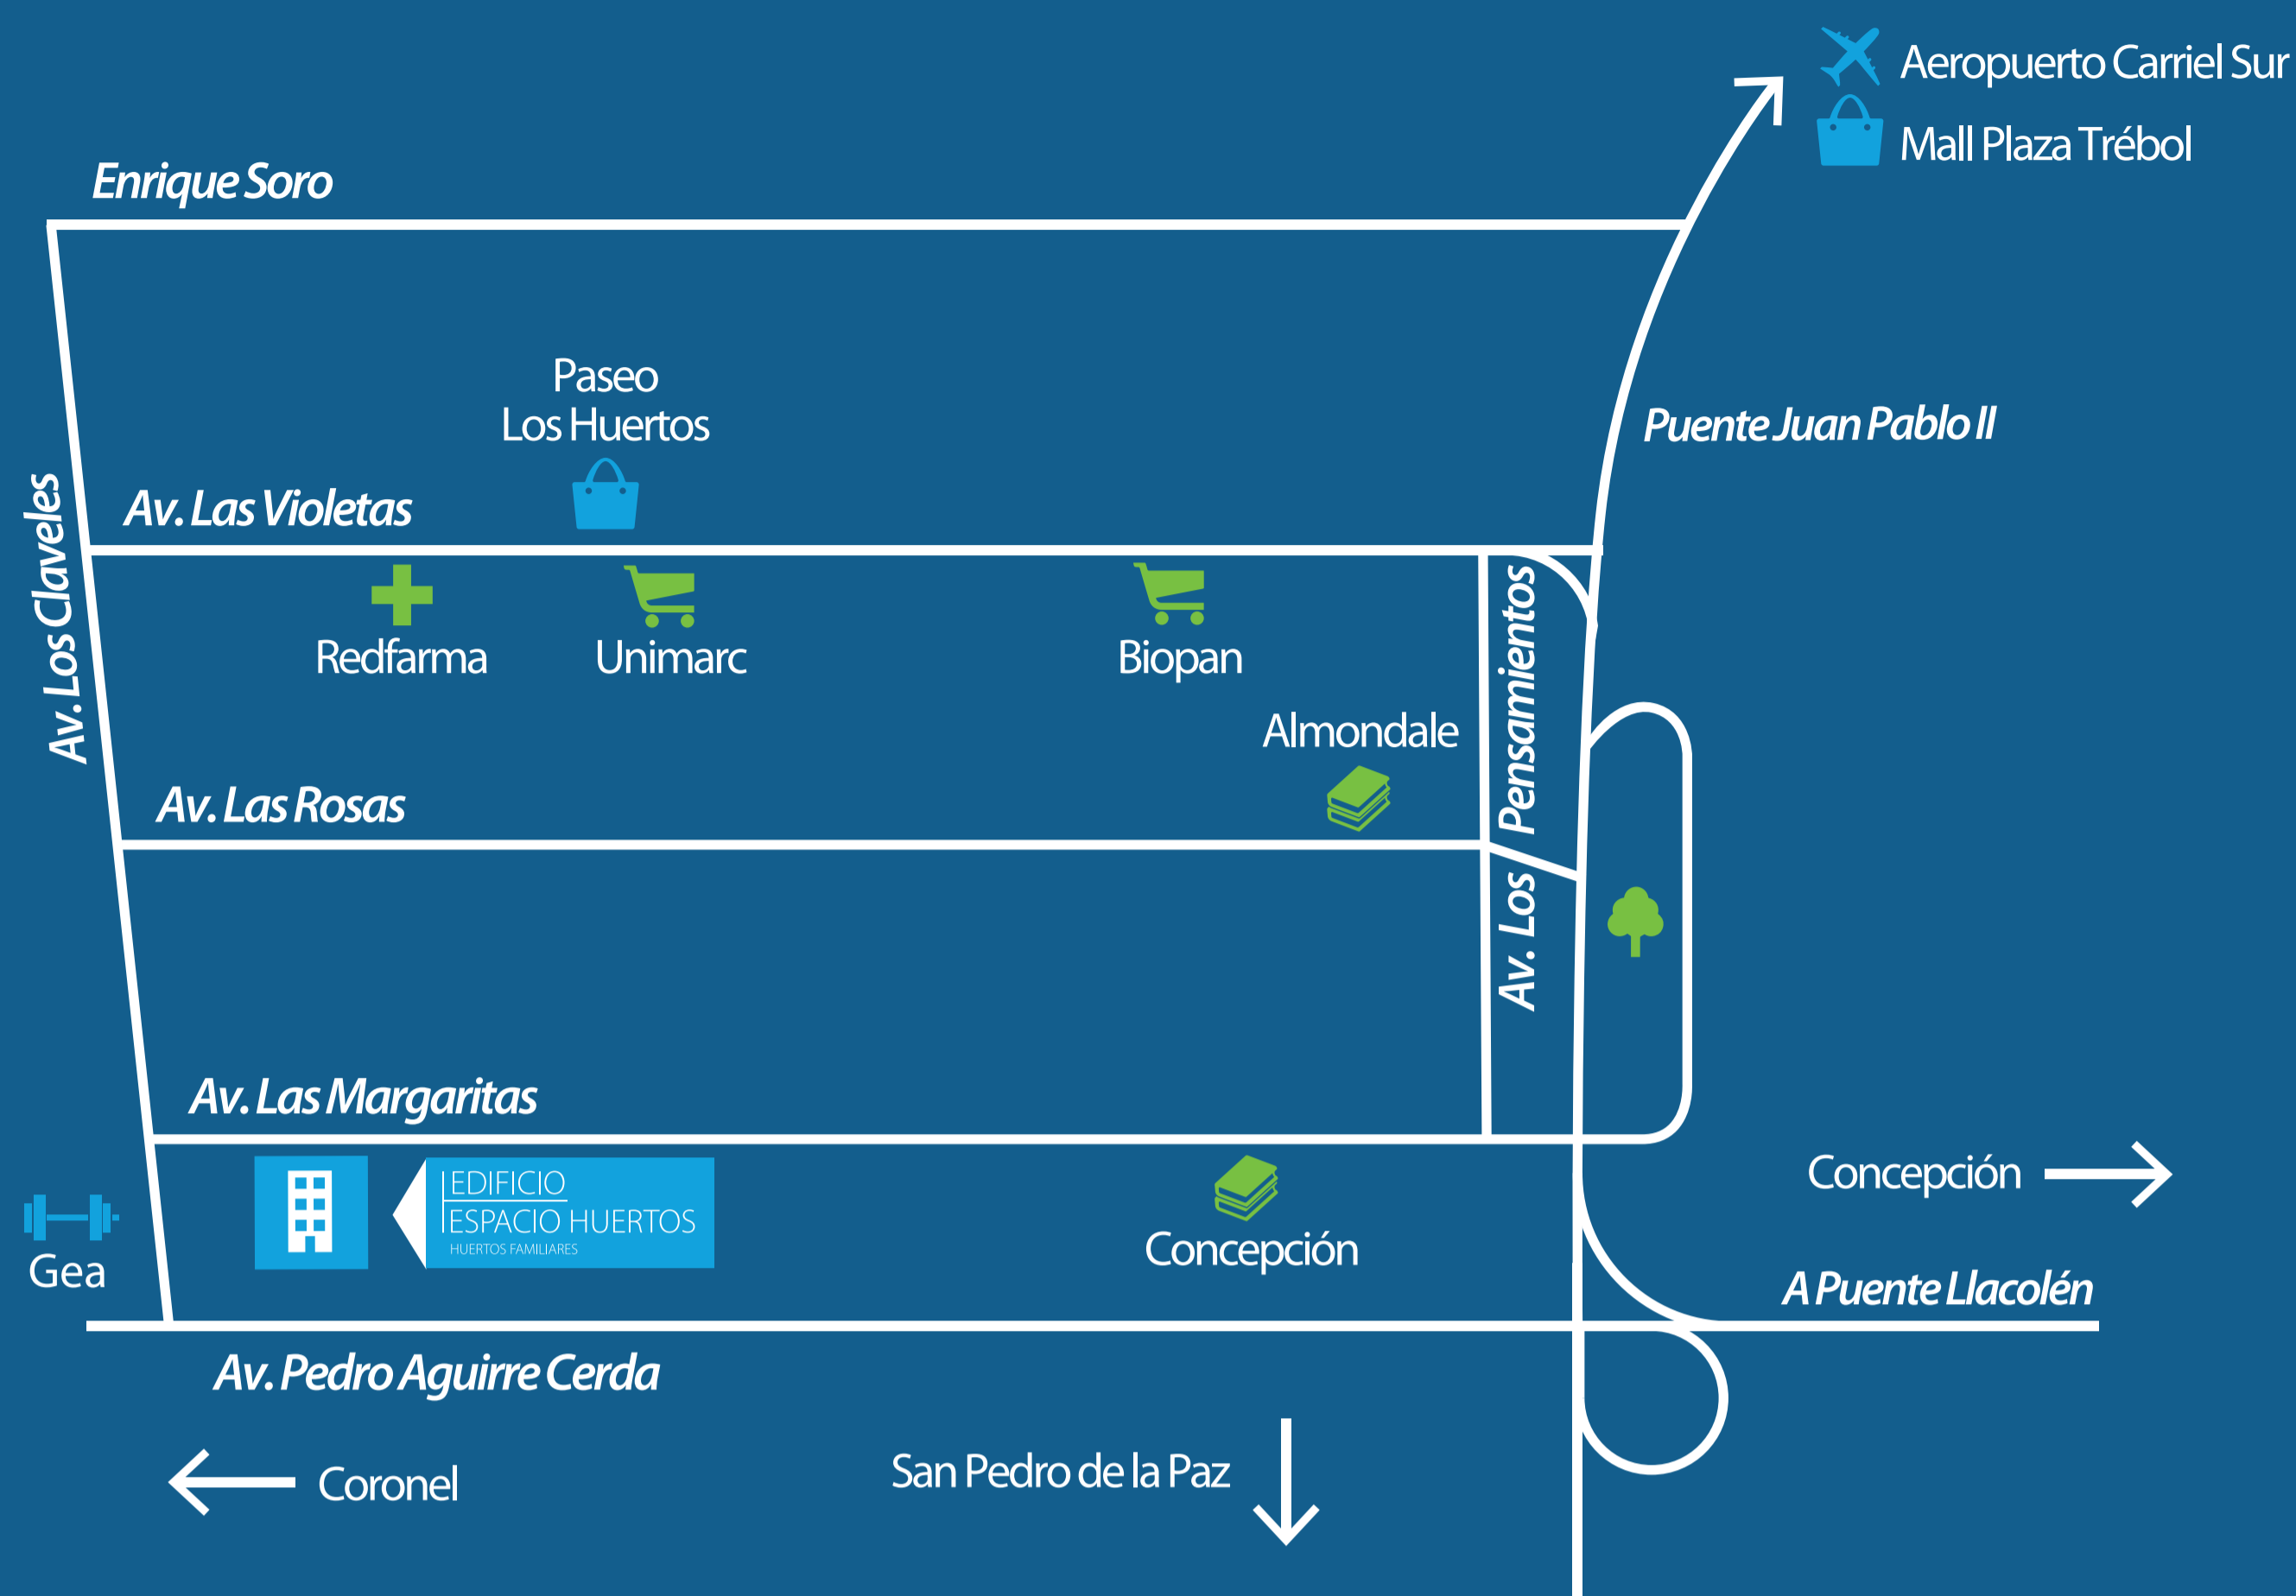 Aeropuerto Carriel Sur
Mall Plaza Trébol
Enrique Soro
Paseo
Los Huertos
Puente Juan Pablo II
Av. Las Violetas
Av. Los Claveles
Redfarma
Unimarc
Biopan
Almondale
Av. Los Pensamientos
Av. Las Rosas
Av. Las Margaritas
Concepción
EDIFICIO
ESPACIO HUERTOS
HUERTOS FAMILIARES
Concepción
Gea
A Puente Llacolén
Av. Pedro Aguirre Cerda
San Pedro de la Paz
Coronel